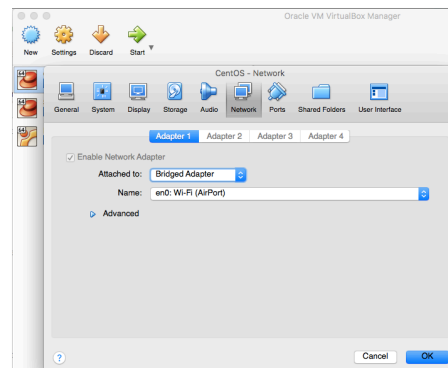 Oracle VM VirtualBox Manager
New Settings Discard Start
CentOS - Network
General System Display Storage Audio Network Ports Shared Folders User Interface
Adapter 1 Adapter 2 Adapter 3 Adapter 4
Enable Network Adapter
Attached to: Bridged Adapter
Name: en0: Wi-Fi (AirPort)
Advanced
? Cancel OK